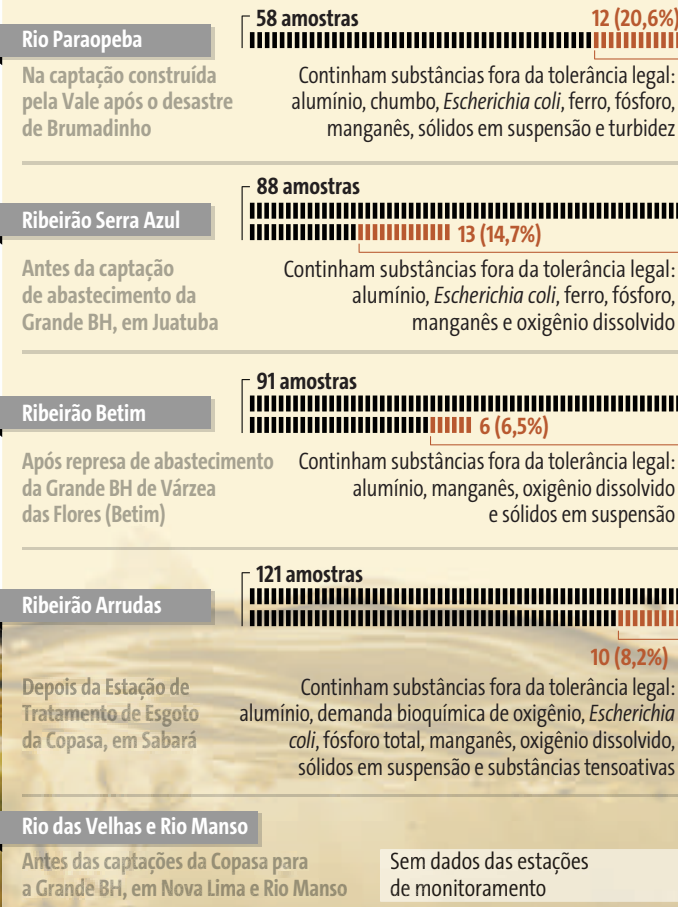 58 amostras
12 (20,6%)
Rio Paraopeba
Na captação construída
pela Vale após o desastre
de Brumadinho
Continham substâncias fora da tolerância legal:
alumínio, chumbo, Escherichia coli, ferro, fósforo,
manganês, sólidos em suspensão e turbidez
88 amostras
Ribeirão Serra Azul
13 (14,7%)
Antes da captação
de abastecimento da
Grande BH, em Juatuba
Continham substâncias fora da tolerância legal:
alumínio, Escherichia coli, ferro, fósforo,
manganês e oxigênio dissolvido
91 amostras
Ribeirão Betim
6 (6,5%)
Após represa de abastecimento
da Grande BH de Várzea
das Flores (Betim)
Continham substâncias fora da tolerância legal:
alumínio, manganês, oxigênio dissolvido
e sólidos em suspensão
121 amostras
Ribeirão Arrudas
10 (8,2%)
Depois da Estação de
Tratamento de Esgoto
da Copasa, em Sabará
Continham substâncias fora da tolerância legal:
alumínio, demanda bioquímica de oxigênio, Escherichia
coli, fósforo total, manganês, oxigênio dissolvido,
sólidos em suspensão e substâncias tensoativas
Rio das Velhas e Rio Manso
Antes das captações da Copasa para
a Grande BH, em Nova Lima e Rio Manso
Sem dados das estações
de monitoramento